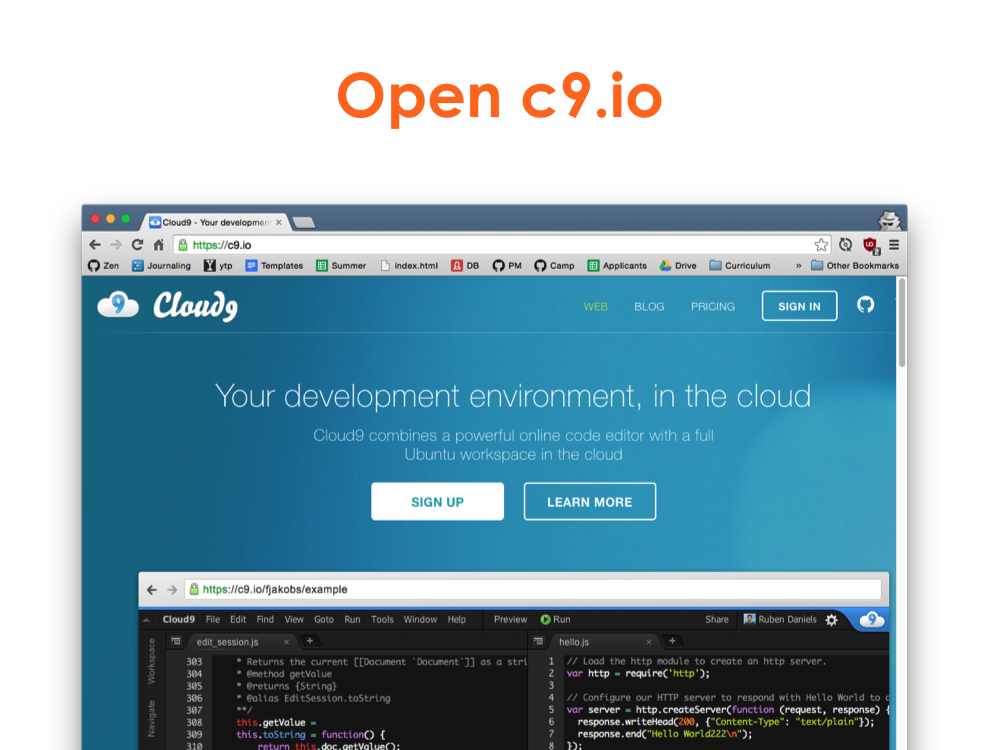 Open c9.io
Cloud9 - Your developmen
https://c9.io
Zen Journaling ytp Templates Summer index.html DB PM Camp Applicants Drive Curriculum » Other Bookmarks
9 Cloud9 WEB BLOG PRICING SIGN IN
Your development environment, in the cloud
Cloud9 combines a powerful online code editor with a full
Ubuntu workspace in the cloud
SIGN UP LEARN MORE
https://c9.io/fjakobs/example
Cloud9 File Edit Find View Goto Run Tools Window Help Preview Run Share Ruben Daniels 9
Workspace
Navigate
edit_session.js
303 * Returns the current [[Document `Document`]] as a stri
304 * @method getValue
305 * @returns {String}
306 * @alias EditSession.toString
307 **/
308 this.getValue =
309 this.toString = function() {
310 return this.doc.getValue();
hello.js
1 // Load the http module to create an http server.
2 var http = require('http');
3
4 // Configure our HTTP server to respond with Hello World to
5 var server = http.createServer(function (request, response) {
6 response.writeHead(200, {"Content-Type": "text/plain"});
7 response.end("Hello World222\n");
8 });